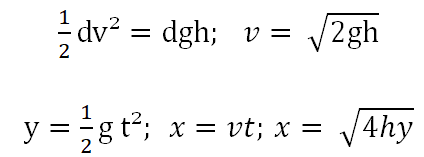 ½ dv² = dgh; v = √2gh
y = ½ g t²; x = vt; x = √4hy